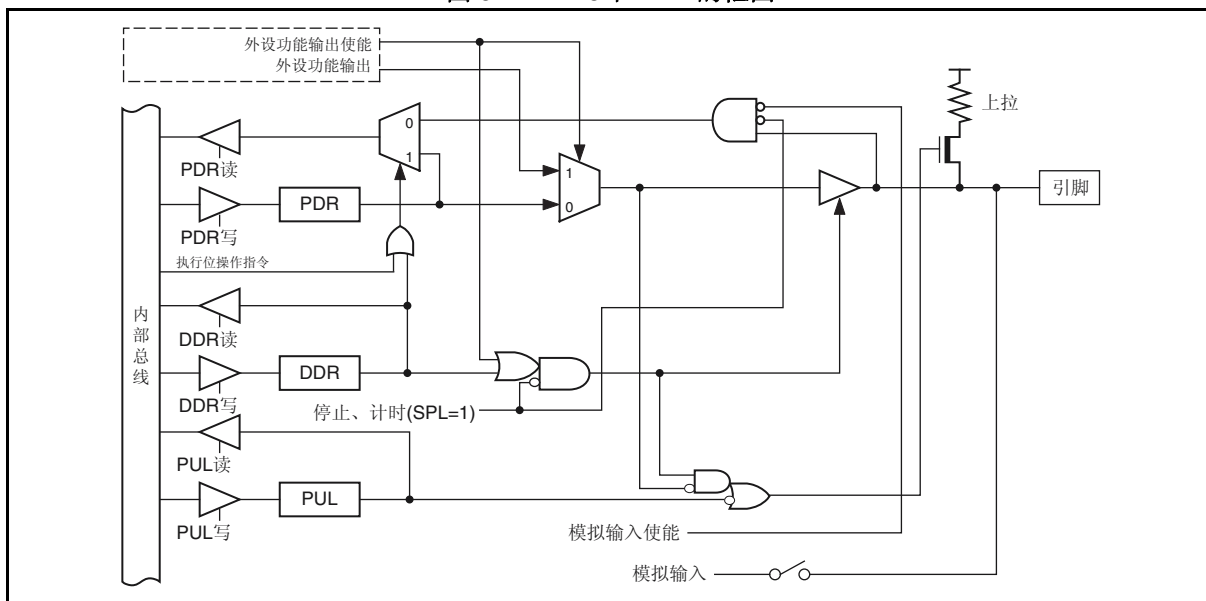 外设功能输出使能
外设功能输出
0
1
PDR读
PDR
PDR写
执行位操作指令
1
0
上拉
引脚
内部总线
DDR读
DDR
DDR写
停止、计时(SPL=1)
PUL读
PUL
PUL写
模拟输入使能
模拟输入